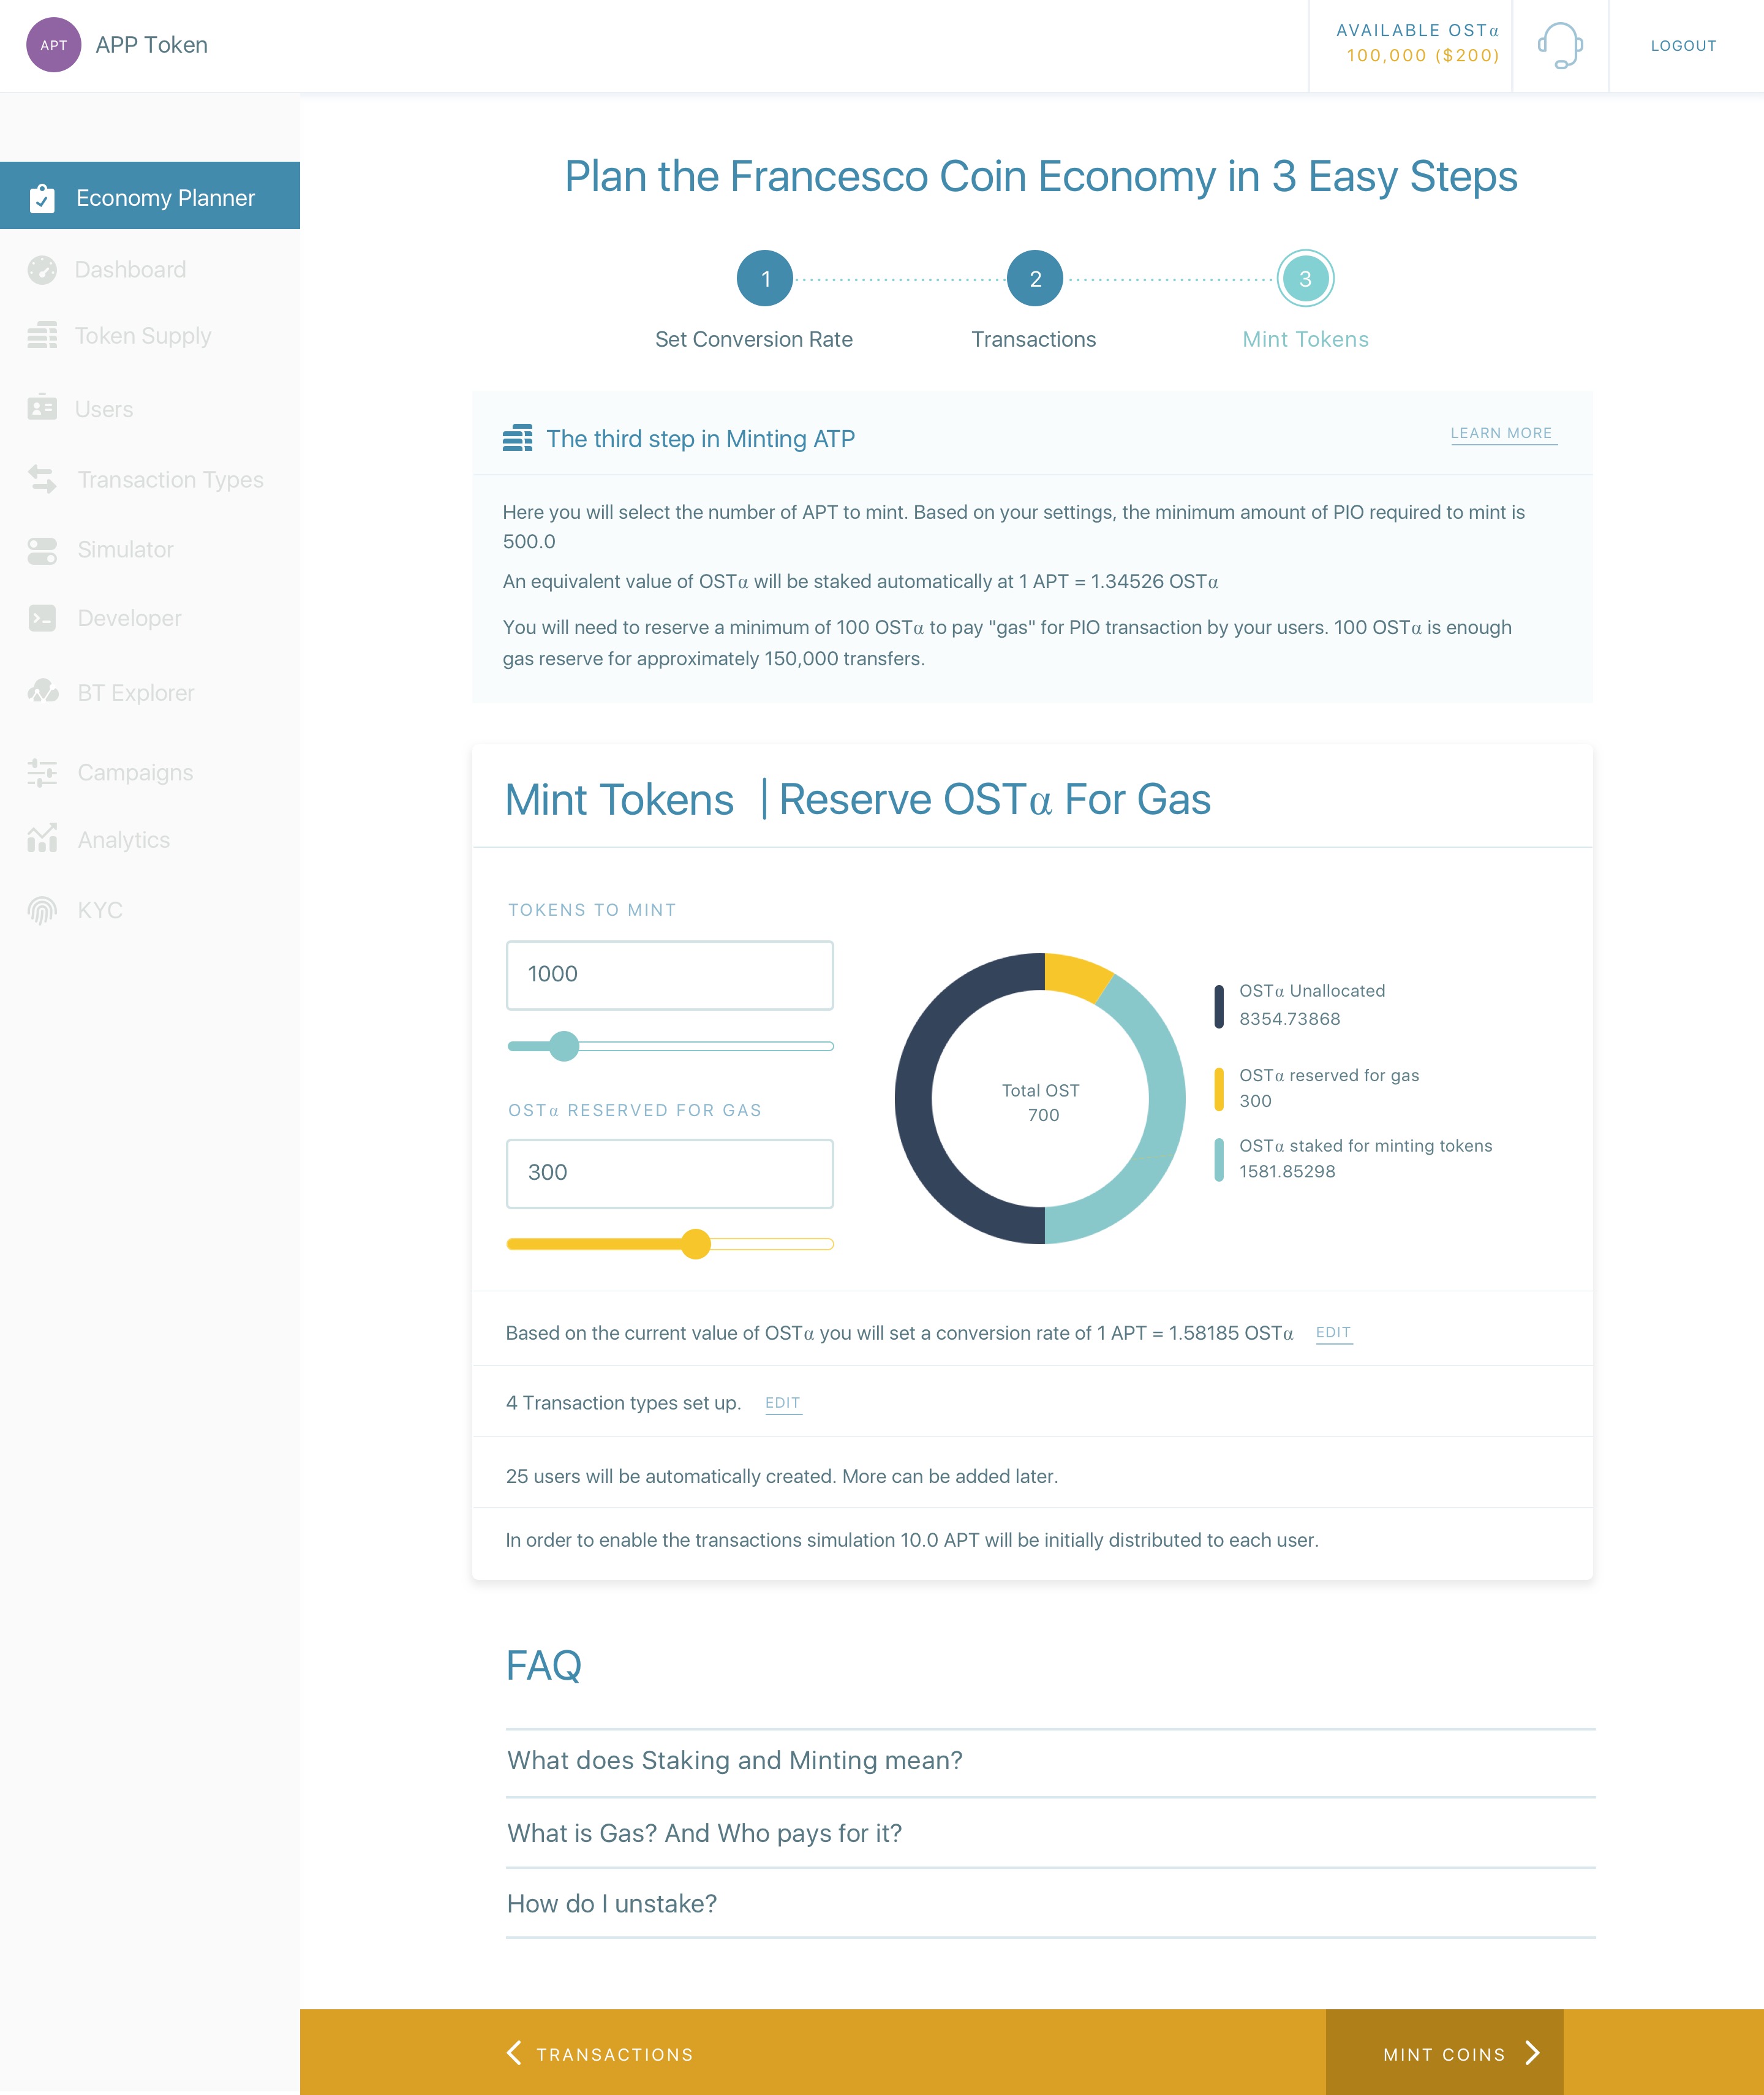 APT
APP Token
AVAILABLE OSTα
100,000 ($200)
LOGOUT
Economy Planner
Dashboard
Token Supply
Users
Transaction Types
Simulator
Developer
BT Explorer
Campaigns
Analytics
KYC
Plan the Francesco Coin Economy in 3 Easy Steps
1
2
3
Set Conversion Rate
Transactions
Mint Tokens
The third step in Minting ATP
LEARN MORE
Here you will select the number of APT to mint. Based on your settings, the minimum amount of PIO required to mint is
500.0
An equivalent value of OSTα will be staked automatically at 1 APT = 1.34526 OSTα
You will need to reserve a minimum of 100 OSTα to pay "gas" for PIO transaction by your users. 100 OSTα is enough
gas reserve for approximately 150,000 transfers.
Mint Tokens | Reserve OSTα For Gas
TOKENS TO MINT
1000
OSTα RESERVED FOR GAS
300
Total OST
700
OSTα Unallocated
8354.73868
OSTα reserved for gas
300
OSTα staked for minting tokens
1581.85298
Based on the current value of OSTα you will set a conversion rate of 1 APT = 1.58185 OSTα EDIT
4 Transaction types set up. EDIT
25 users will be automatically created. More can be added later.
In order to enable the transactions simulation 10.0 APT will be initially distributed to each user.
FAQ
What does Staking and Minting mean?
What is Gas? And Who pays for it?
How do I unstake?
TRANSACTIONS
MINT COINS